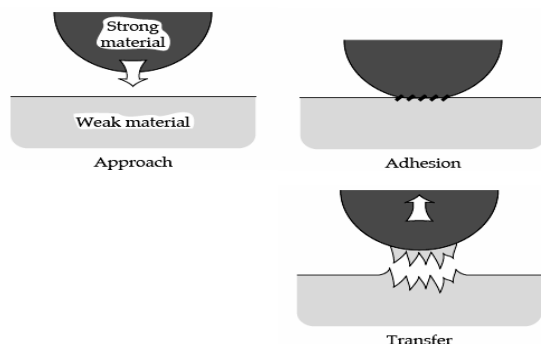 Strong
material
Weak material
Approach
Adhesion
Transfer